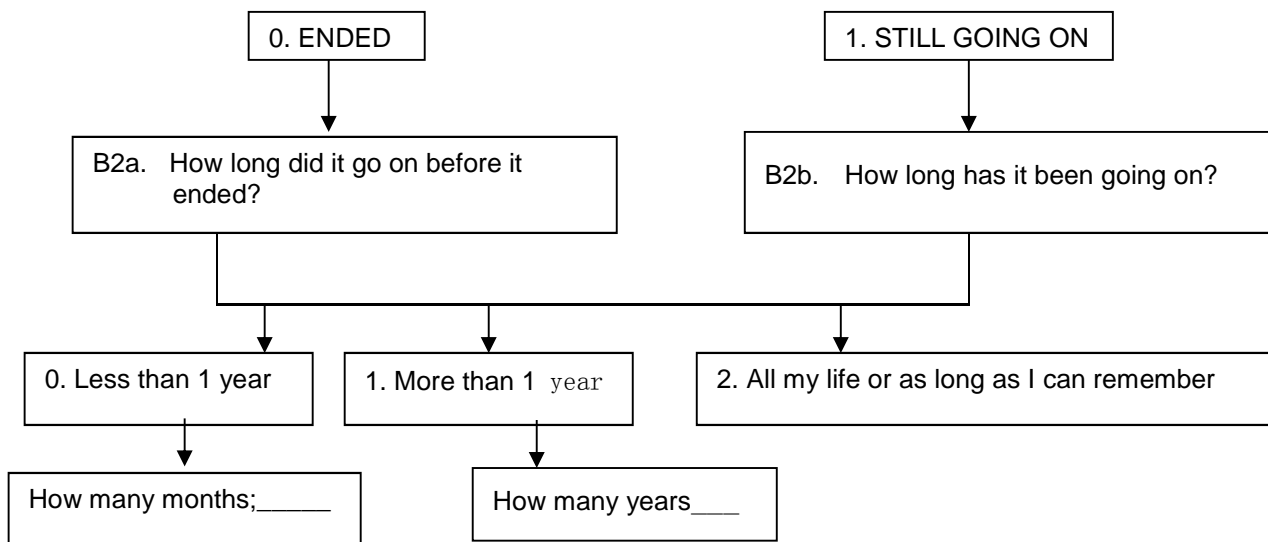 0. ENDED
1. STILL GOING ON
B2a. How long did it go on before it
ended?
B2b. How long has it been going on?
0. Less than 1 year
1. More than 1 year
2. All my life or as long as I can remember
How many months;_____
How many years___